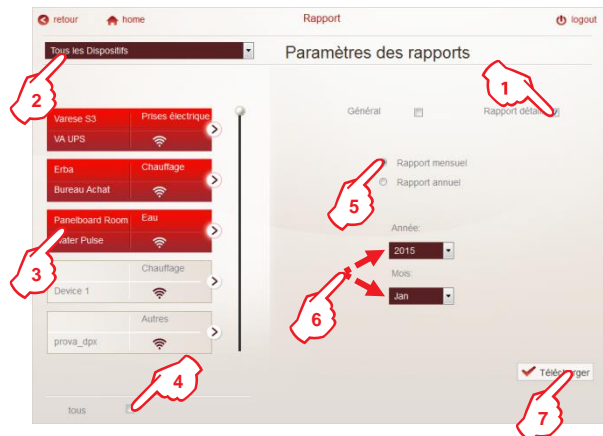 retour home Rapport logout
Tous les Dispositifs
Paramètres des rapports
1
2
Varese S3 Prises électrique
VA UPS
Général Rapport détaillé
Erba Chauffage
Bureau Achat
Rapport mensuel
Rapport annuel
5
Panelboard Room Eau
Water Pulse
3
Année:
2015
Mois:
Jan
6
Chauffage
Device 1
Autres
prova_dpx
4
tous
Télécharger
7